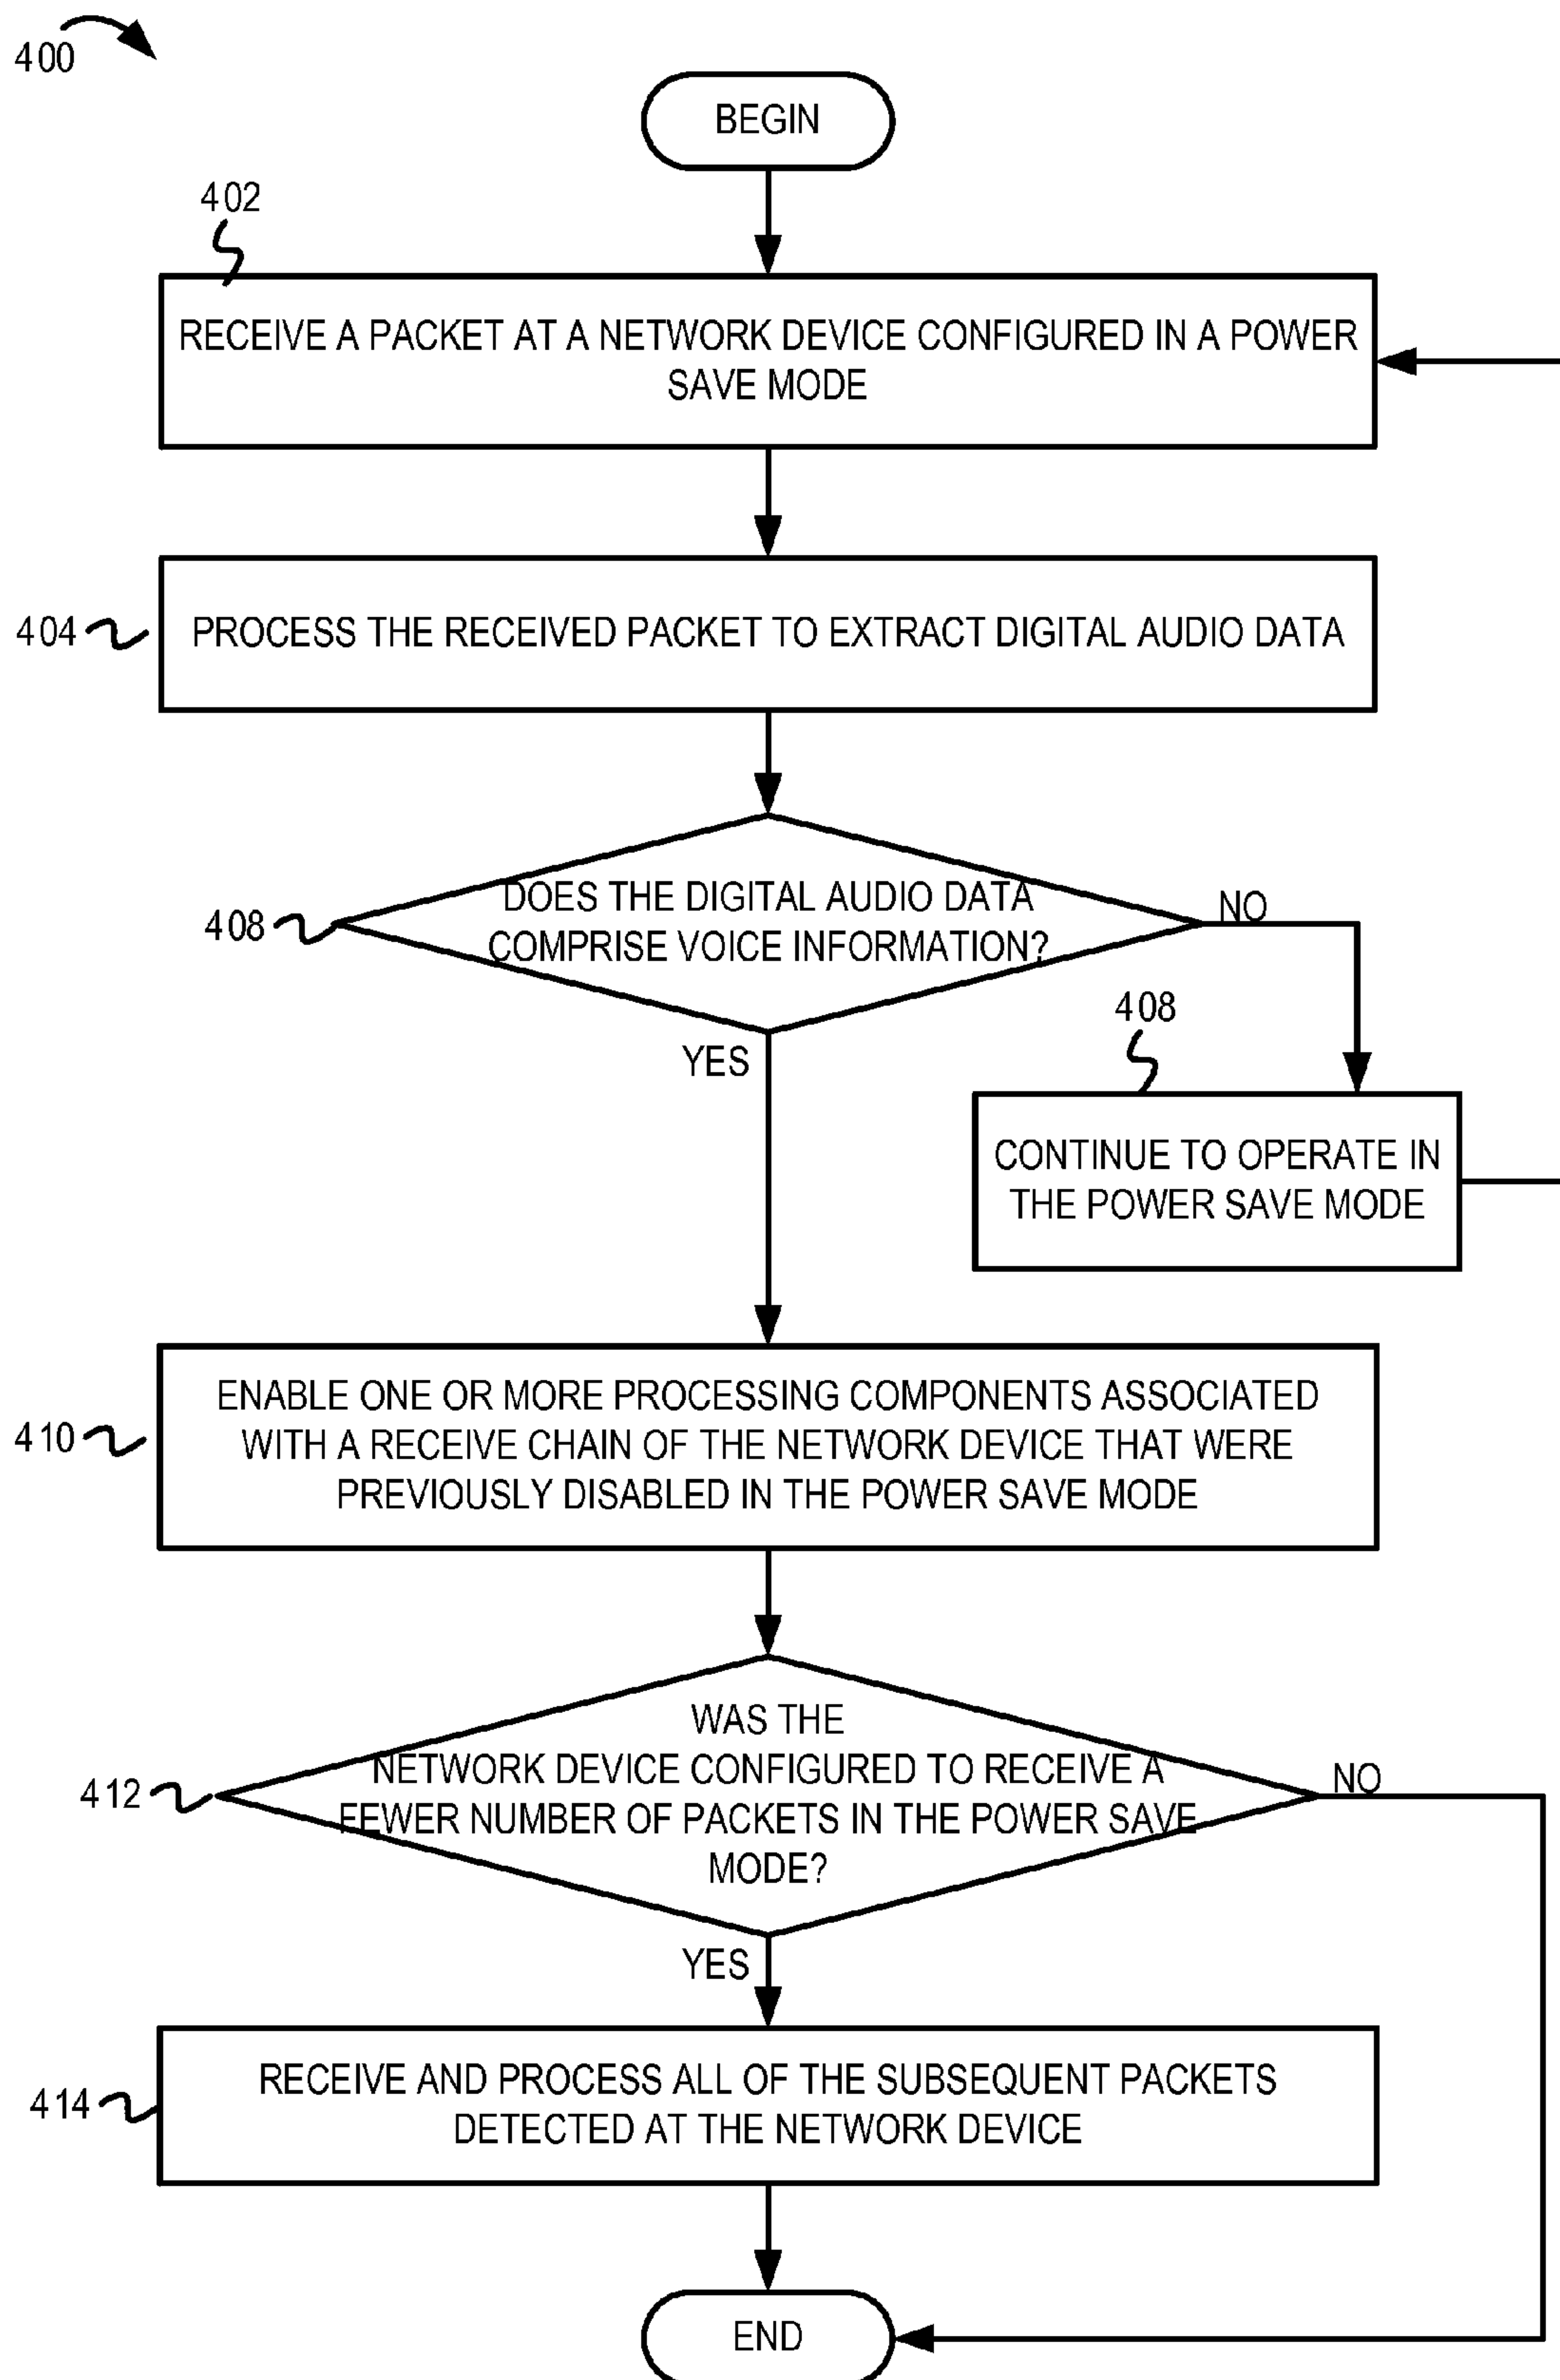 400
BEGIN
402
RECEIVE A PACKET AT A NETWORK DEVICE CONFIGURED IN A POWER
SAVE MODE
404
PROCESS THE RECEIVED PACKET TO EXTRACT DIGITAL AUDIO DATA
408
DOES THE DIGITAL AUDIO DATA
COMPRISE VOICE INFORMATION?
NO
YES
408
CONTINUE TO OPERATE IN
THE POWER SAVE MODE
410
ENABLE ONE OR MORE PROCESSING COMPONENTS ASSOCIATED
WITH A RECEIVE CHAIN OF THE NETWORK DEVICE THAT WERE
PREVIOUSLY DISABLED IN THE POWER SAVE MODE
412
WAS THE
NETWORK DEVICE CONFIGURED TO RECEIVE A
FEWER NUMBER OF PACKETS IN THE POWER SAVE
MODE?
NO
YES
414
RECEIVE AND PROCESS ALL OF THE SUBSEQUENT PACKETS
DETECTED AT THE NETWORK DEVICE
END